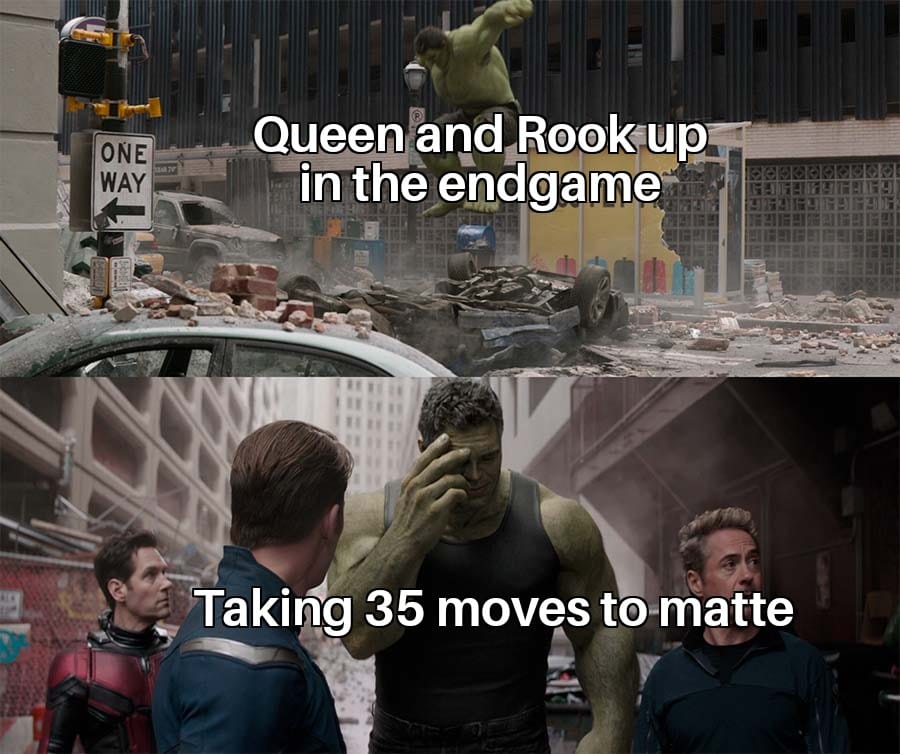 ONE
WAY
Queen and Rook up
in the endgame
Taking 35 moves to matte